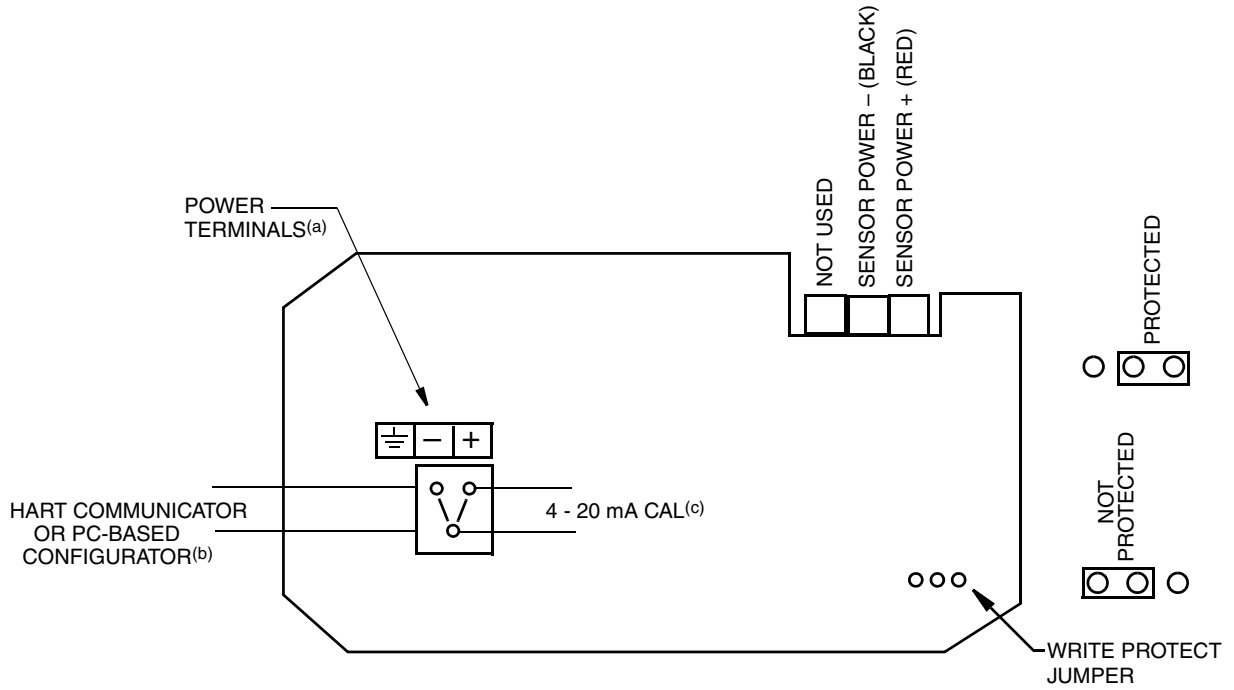 NOT USED
SENSOR POWER – (BLACK)
SENSOR POWER + (RED)
POWER
TERMINALS(a)
PROTECTED
– +
HART COMMUNICATOR
OR PC-BASED
CONFIGURATOR(b)
4 - 20 mA CAL(c)
NOT
PROTECTED
WRITE PROTECT
JUMPER